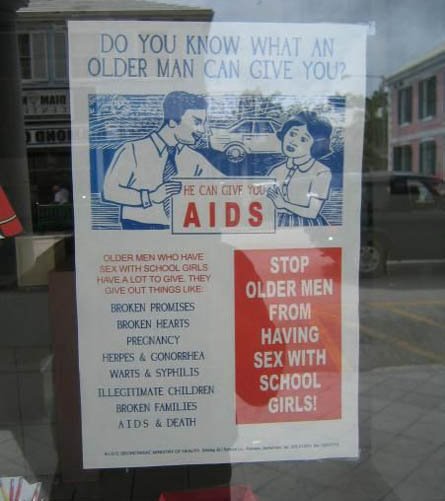 DO YOU KNOW WHAT AN
OLDER MAN CAN GIVE YOU?
HE CAN GIVE YOU
AIDS
OLDER MEN WHO HAVE
SEX WITH SCHOOL GIRLS
HAVE A LOT TO GIVE. THEY
GIVE OUT THINGS LIKE:
BROKEN PROMISES
BROKEN HEARTS
PREGNANCY
HERPES & GONORRHEA
WARTS & SYPHILIS
ILLEGITIMATE CHILDREN
BROKEN FAMILIES
AIDS & DEATH
STOP
OLDER MEN
FROM
HAVING
SEX WITH
SCHOOL
GIRLS!